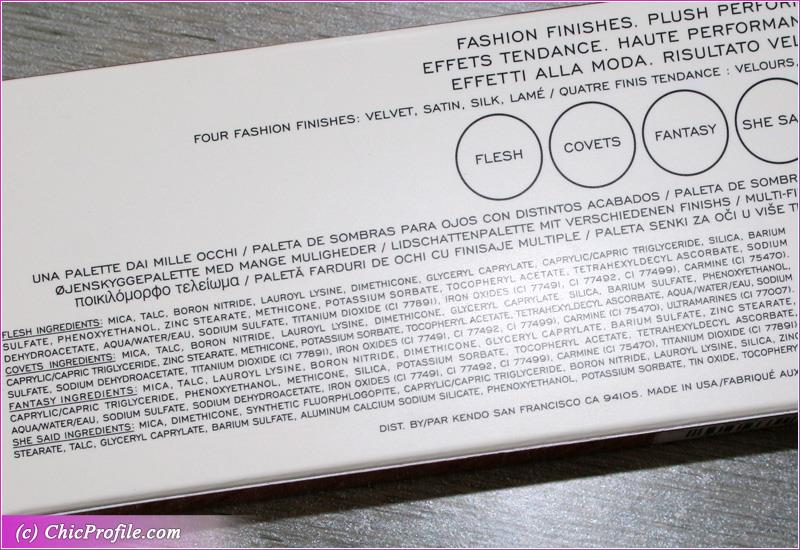 FASHION FINISHES. PLUSH PERFOR
EFFETS TENDANCE. HAUTE PERFORMAN
EFFETTI ALLA MODA. RISULTATO VEL
FOUR FASHION FINISHES: VELVET, SATIN, SILK, LAMÉ / QUATRE FINIS TENDANCE : VELOURS,
FLESH
COVETS
FANTASY
SHE SA
UNA PALETTE DAI MILLE OCCHI / PALETA DE SOMBRAS PARA OJOS CON DISTINTOS ACABADOS / PALETA DE SOMBR
ØJENSKYGGEPALETTE MED MANGE MULIGHEDER / LIDSCHATTENPALETTE MIT VERSCHIEDENEN FINISHS / MULTI-FI
ποικιλόμορφο τελείωμα / PALETĂ FARDURI DE OCHI CU FINISAJE MULTIPLE / PALETA SENKI ZA OČI U VIŠE T
FLESH INGREDIENTS: MICA, TALC, BORON NITRIDE, LAUROYL LYSINE, DIMETHICONE, GLYCERYL CAPRYLATE, CAPRYLIC/CAPRIC TRIGLYCERIDE, SILICA, BARIUM
SULFATE, PHENOXYETHANOL, ZINC STEARATE, METHICONE, POTASSIUM SORBATE, TOCOPHERYL ACETATE, TETRAHEXYLDECYL ASCORBATE, SODIUM
DEHYDROACETATE, AQUA/WATER/EAU, SODIUM SULFATE, TITANIUM DIOXIDE (CI 77891), IRON OXIDES (CI 77491, CI 77492, CI 77499), CARMINE (CI 75470).
COVETS INGREDIENTS: MICA, TALC, BORON NITRIDE, LAUROYL LYSINE, DIMETHICONE, GLYCERYL CAPRYLATE, SILICA, BARIUM SULFATE, PHENOXYETHANOL,
CAPRYLIC/CAPRIC TRIGLYCERIDE, ZINC STEARATE, METHICONE, POTASSIUM SORBATE, TOCOPHERYL ACETATE, TETRAHEXYLDECYL ASCORBATE, AQUA/WATER/EAU, SODIUM
SULFATE, SODIUM DEHYDROACETATE, TITANIUM DIOXIDE (CI 77891), IRON OXIDES (CI 77491, CI 77492, CI 77499), CARMINE (CI 75470), ULTRAMARINES (CI 77007).
FANTASY INGREDIENTS: MICA, TALC, LAUROYL LYSINE, BORON NITRIDE, DIMETHICONE, GLYCERYL CAPRYLATE, BARIUM SULFATE, ZINC STEARATE,
CAPRYLIC/CAPRIC TRIGLYCERIDE, PHENOXYETHANOL, METHICONE, SILICA, POTASSIUM SORBATE, TOCOPHERYL ACETATE, TETRAHEXYLDECYL ASCORBATE,
AQUA/WATER/EAU, SODIUM SULFATE, SODIUM DEHYDROACETATE, IRON OXIDES (CI 77491, CI 77492, CI 77499), CARMINE (CI 75470), TITANIUM DIOXIDE (CI 77891)
SHE SAID INGREDIENTS: MICA, DIMETHICONE, SYNTHETIC FLUORPHLOGOPITE, CAPRYLIC/CAPRIC TRIGLYCERIDE, BORON NITRIDE, LAUROYL LYSINE, SILICA, ZINC
STEARATE, TALC, GLYCERYL CAPRYLATE, BARIUM SULFATE, ALUMINUM CALCIUM SODIUM SILICATE, PHENOXYETHANOL, POTASSIUM SORBATE, TIN OXIDE, TOCOPHERY
DIST. BY/PAR KENDO SAN FRANCISCO CA 94105. MADE IN USA/FABRIQUÉ AUX
(c) ChicProfile.com